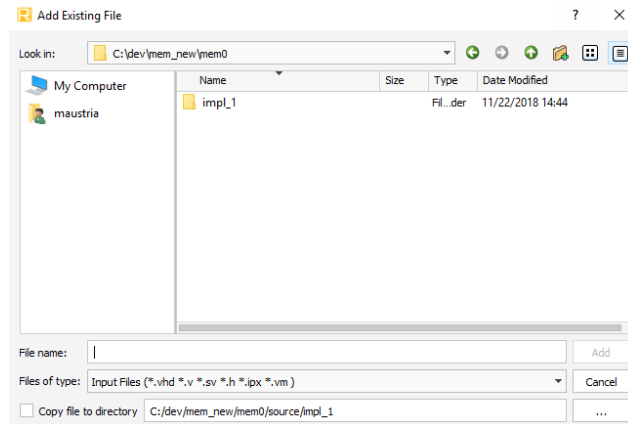 Add Existing File ?
Look in: C:\dev\mem_new\mem0
My Computer
maustria
Name Size Type Date Modified
impl_1 Fil...der 11/22/2018 14:44
File name: Add
Files of type: Input Files (*.vhd *.v *.sv *.h *.ipx *.vm ) Cancel
Copy file to directory C:/dev/mem_new/mem0/source/impl_1 ...